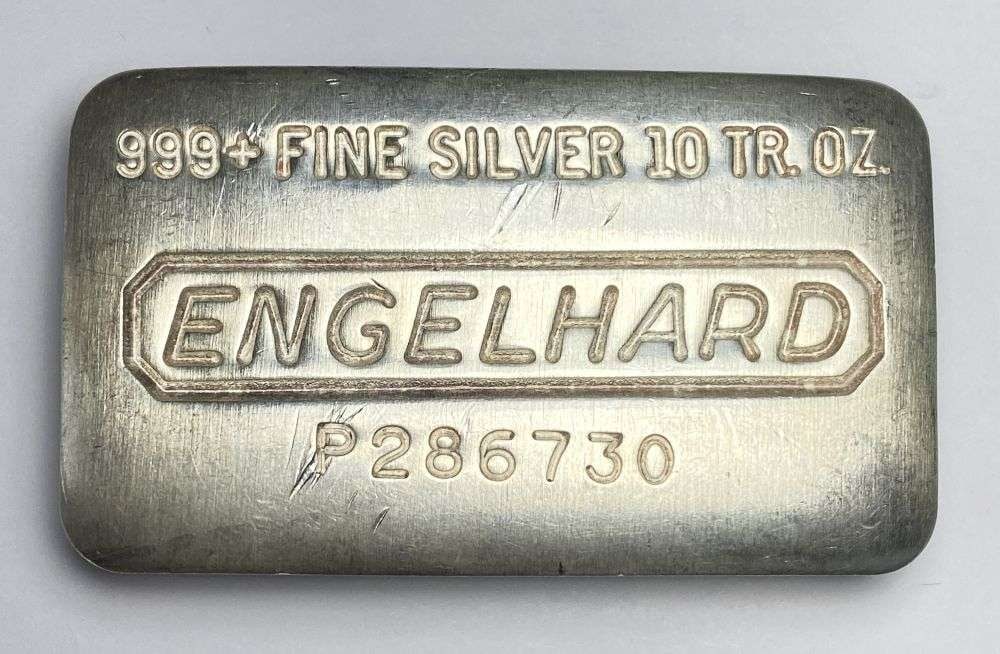 999+ FINE SILVER 10 TR. OZ.
ENGELHARD
P286730